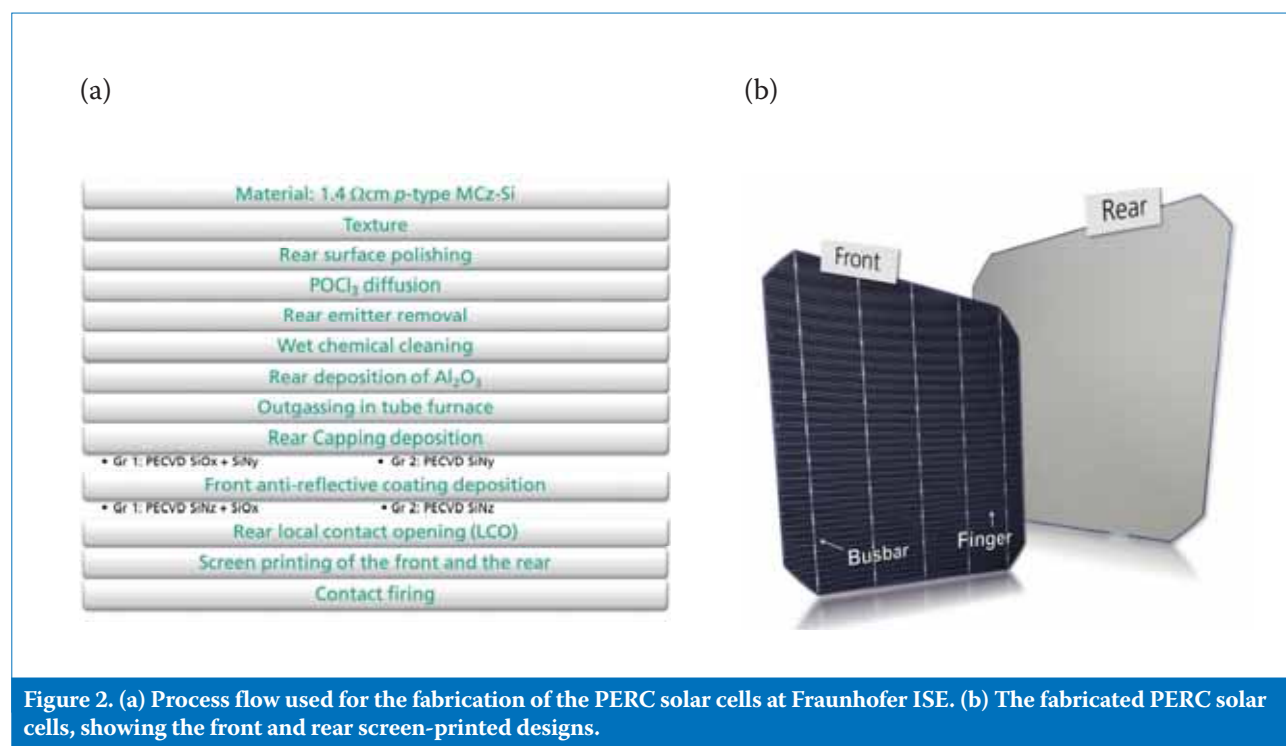 (a)
Material: 1.4 Ωcm p-type MCz-Si
Texture
Rear surface polishing
POCl₃ diffusion
Rear emitter removal
Wet chemical cleaning
Rear deposition of Al₂O₃
Outgassing in tube furnace
Rear Capping deposition
• Gr 1: PECVD SiOx + SiNy • Gr 2: PECVD SiNy
Front anti-reflective coating deposition
• Gr 1: PECVD SiNz + SiOx • Gr 2: PECVD SiNz
Rear local contact opening (LCO)
Screen printing of the front and the rear
Contact firing
(b)
Front
Rear
Busbar
Finger
Figure 2. (a) Process flow used for the fabrication of the PERC solar cells at Fraunhofer ISE. (b) The fabricated PERC solar
cells, showing the front and rear screen-printed designs.